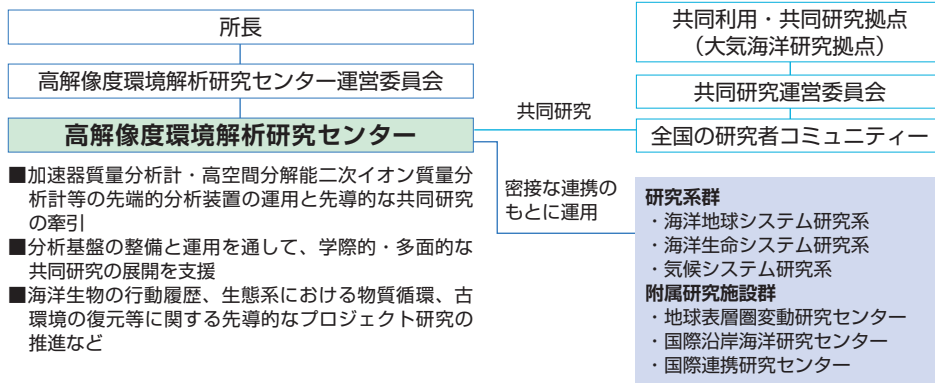 所長
高解像度環境解析研究センター運営委員会
高解像度環境解析研究センター
■加速器質量分析計・高空間分解能二次イオン質量分
析計等の先端的分析装置の運用と先導的な共同研究
の牽引
■分析基盤の整備と運用を通して、学際的・多面的な
共同研究の展開を支援
■海洋生物の行動履歴、生態系における物質循環、古
環境の復元等に関する先導的なプロジェクト研究の
推進など
共同研究
密接な連携の
もとに運用
共同利用・共同研究拠点
（大気海洋研究拠点）
共同研究運営委員会
全国の研究者コミュニティー
研究系群
・海洋地球システム研究系
・海洋生命システム研究系
・気候システム研究系
附属研究施設群
・地球表層圏変動研究センター
・国際沿岸海洋研究センター
・国際連携研究センター